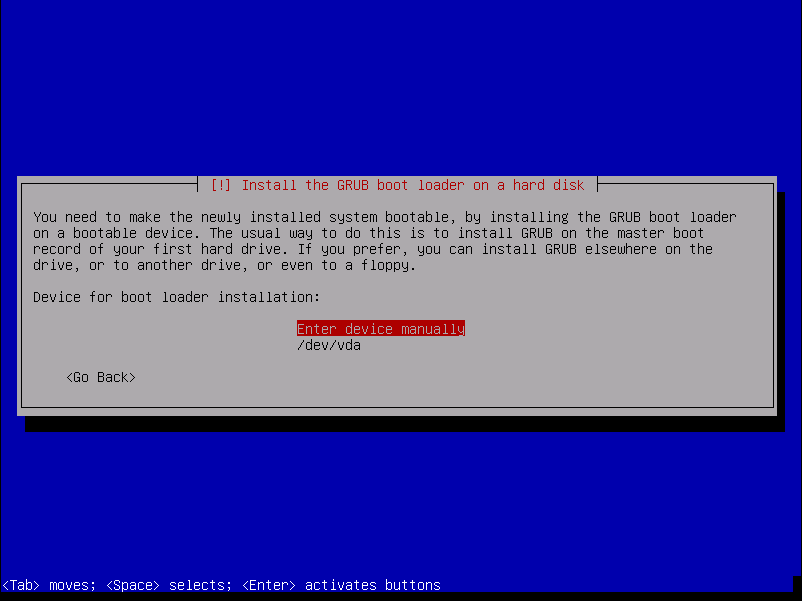 [!] Install the GRUB boot loader on a hard disk
You need to make the newly installed system bootable, by installing the GRUB boot loader
on a bootable device. The usual way to do this is to install GRUB on the master boot
record of your first hard drive. If you prefer, you can install GRUB elsewhere on the
drive, or to another drive, or even to a floppy.
Device for boot loader installation:
Enter device manually
/dev/vda
<Go Back>
<Tab> moves; <Space> selects; <Enter> activates buttons